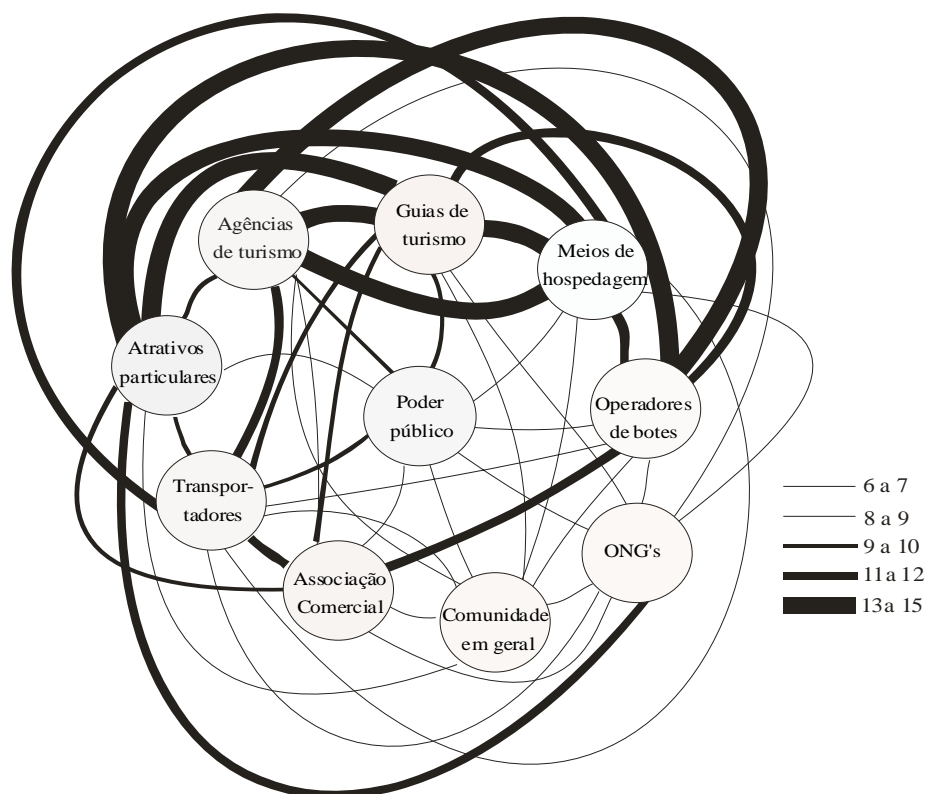 Agências
de turismo
Guias de
turismo
Meios de
hospedagem
Atrativos
particulares
Poder
público
Operadores
de botes
Transpor-
tadores
ONG's
Associação
Comercial
Comunidade
em geral
6 a 7
8 a 9
9 a 10
11 a 12
13 a 15